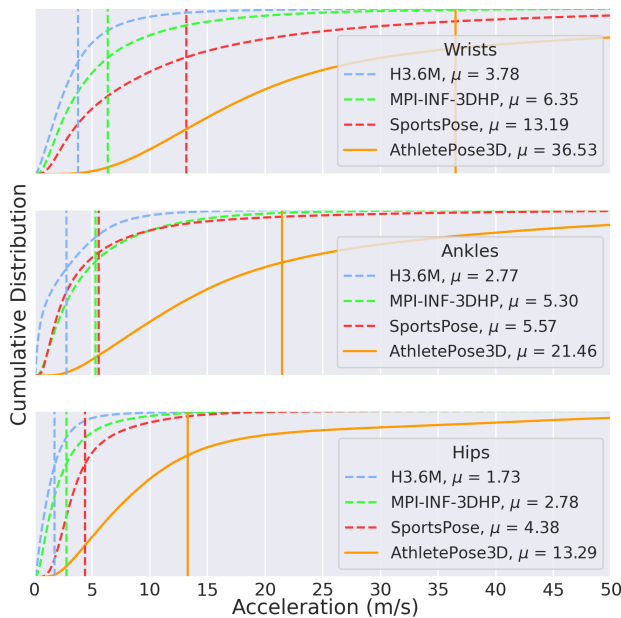 Wrists
H3.6M, μ = 3.78
MPI-INF-3DHP, μ = 6.35
SportsPose, μ = 13.19
AthletePose3D, μ = 36.53
Cumulative Distribution
Ankles
H3.6M, μ = 2.77
MPI-INF-3DHP, μ = 5.30
SportsPose, μ = 5.57
AthletePose3D, μ = 21.46
Hips
H3.6M, μ = 1.73
MPI-INF-3DHP, μ = 2.78
SportsPose, μ = 4.38
AthletePose3D, μ = 13.29
0 5 10 15 20 25 30 35 40 45 50
Acceleration (m/s)